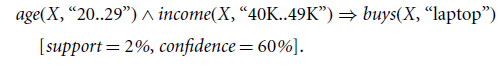 age(X, “20..29”) ∧ income(X, “40K..49K”) ⇒ buys(X, “laptop”)
[support = 2%, confidence = 60%].